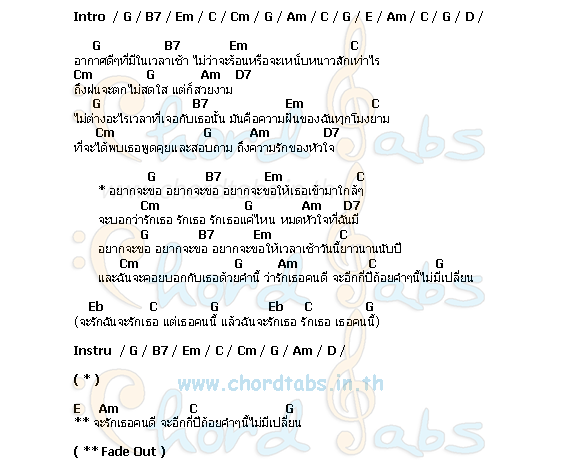 Intro / G / B7 / Em / C / Cm / G / Am / C / G / E / Am / C / G / D /
G B7 Em C
อากาศดีๆที่มีในเวลาเช้า ไม่ว่าจะร้อนหรือจะเหน็บหนาวสักเท่าไร
Cm G Am D7
ถึงฝนจะตกไม่สดใส แต่ก็สวยงาม
G B7 Em C
ไม่ต่างอะไรเวลาที่เจอกับเธอนั้น มันคือความฝันของฉันทุกโมงยาม
Cm G Am D7
ที่จะได้พบเธอพูดคุยและสอบถาม ถึงความรักของหัวใจ
G B7 Em C
* อยากจะขอ อยากจะขอ อยากจะขอให้เธอเข้ามาใกล้ๆ
Cm G Am D7
จะบอกว่ารักเธอ รักเธอ รักเธอแค่ไหน หมดหัวใจที่ฉันมี
G B7 Em C
อยากจะขอ อยากจะขอ อยากจะขอให้เวลาเช้าวันนี้ยาวนานนับปี
Cm G Am C G
และฉันจะคอยบอกกับเธอด้วยคำนี้ ว่ารักเธอคนดี จะอีกกี่ปีถ้อยคำๆนี้ไม่มีเปลี่ยน
Eb C G Eb C G
(จะรักฉันจะรักเธอ แต่เธอคนนี้ แล้วฉันจะรักเธอ รักเธอ เธอคนนี้)
Instru / G / B7 / Em / C / Cm / G / Am / D /
( * )
www.chordtabs.in.th
E Am C G
** จะรักเธอคนดี จะอีกกี่ปีถ้อยคำๆนี้ไม่มีเปลี่ยน
( ** Fade Out )
Chord Tabs
Chord Tabs